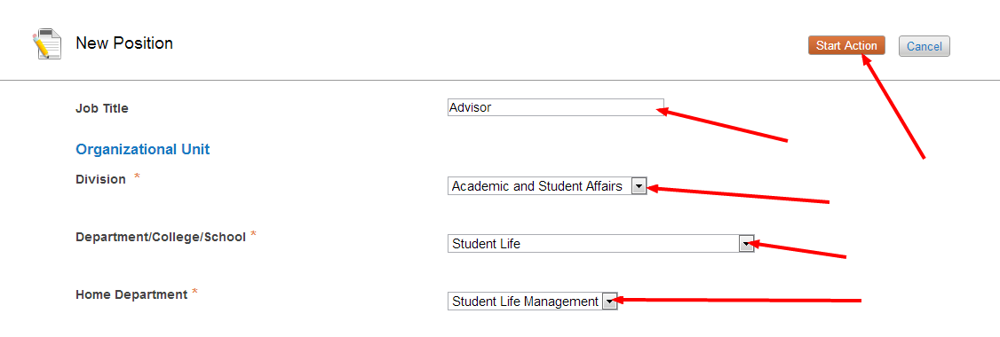 New Position
Start Action
Cancel
Job Title
Advisor
Organizational Unit
Division *
Academic and Student Affairs
Department/College/School *
Student Life
Home Department *
Student Life Management